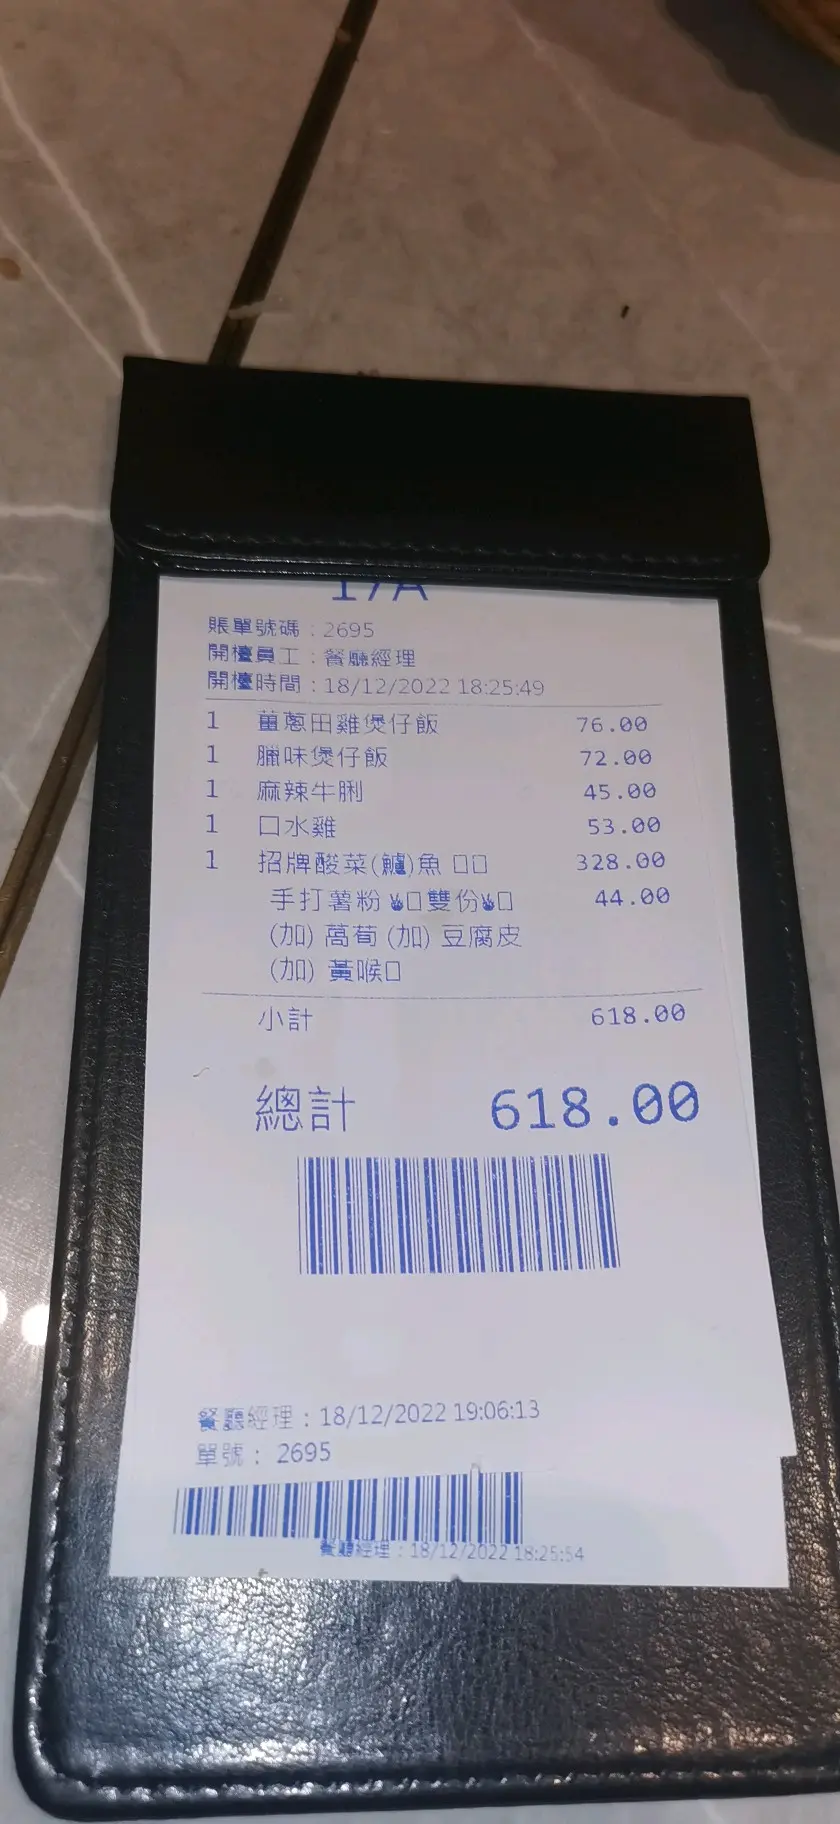 17A
賬單號碼 : 2695
開檯員工 : 餐廳經理
開檯時間 : 18/12/2022 18:25:49
1 薑蔥田雞煲仔飯 76.00
1 臘味煲仔飯 72.00
1 麻辣牛脷 45.00
1 口水雞 53.00
1 招牌酸菜(鱸)魚 □□ 328.00
手打薯粉✌□雙份✌□ 44.00
(加) 萵荀 (加) 豆腐皮
(加) 黃喉□
小計 618.00
總計 618.00
餐廳經理 : 18/12/2022 19:06:13
單號 : 2695
餐廳經理 : 18/12/2022 18:25:54